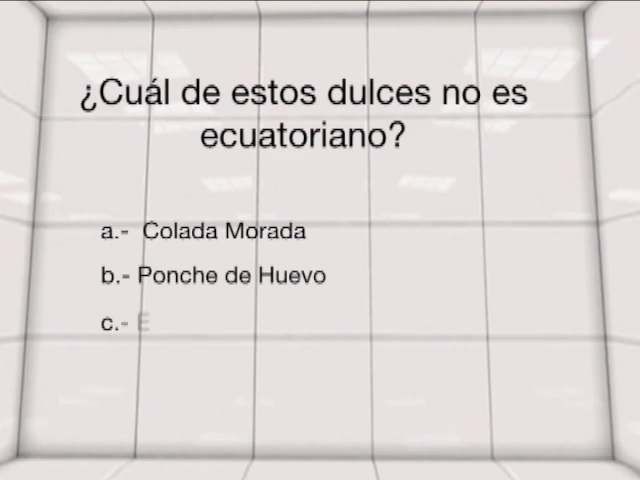 ¿Cuál de estos dulces no es
ecuatoriano?
a.- Colada Morada
b.- Ponche de Huevo
c.- E